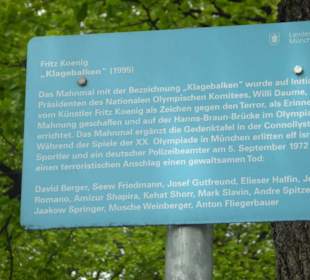 Fritz Koenig
„Klagebalken“ (1995)
Das Mahnmal mit der Bezeichnung „Klagebalken“ wurde auf Initi
Präsidenten des Nationalen Olympischen Komitees, Willi Daume,
vom Künstler Fritz Koenig als Zeichen gegen den Terror, als Erinne
Mahnung geschaffen und auf der Hanns-Braun-Brücke im Olympia
errichtet. Das Mahnmal ergänzt die Gedenktafel in der Connollyst
Während der Spiele der XX. Olympiade in München erlitten elf isr
Sportler und ein deutscher Polizeibeamter am 5. September 1972
einen terroristischen Anschlag einen gewaltsamen Tod:
David Berger, Seew Friedmann, Josef Gutfreund, Elieser Halfin, Jo
Romano, Amizur Shapira, Kehat Shorr, Mark Slavin, Andre Spitze
Jaakow Springer, Mosche Weinberger, Anton Fliegerbauer
Lande
Münch